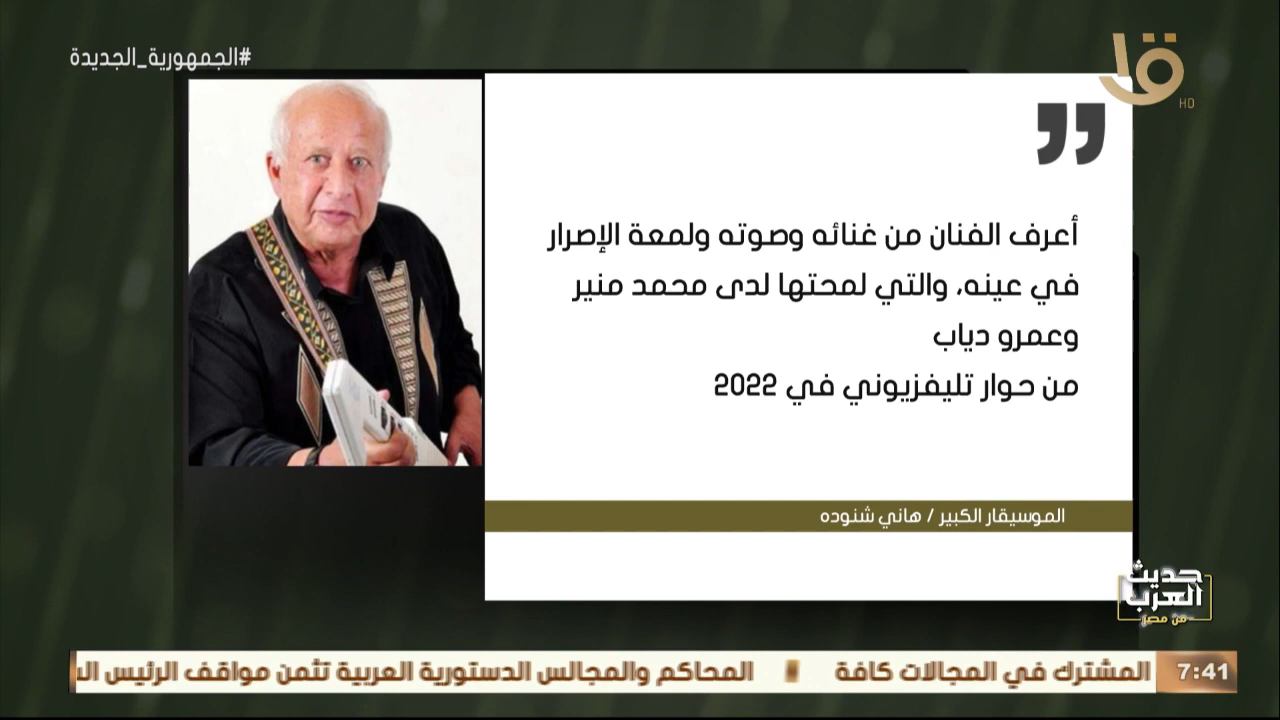 #الجمهورية_الجديدة
HD
أعرف الفنان من غنائه وصوته ولمعة الإصرار
في عينه، والتي لمحتها لدى محمد منير
وعمرو دياب
من حوار تليفزيوني في 2022
الموسيقار الكبير / هاني شنوده
حديث
العرب
من مصر
7:41 المشترك في المجالات كافة المحاكم والمجالس الدستورية العربية تثمن مواقف الرئيس